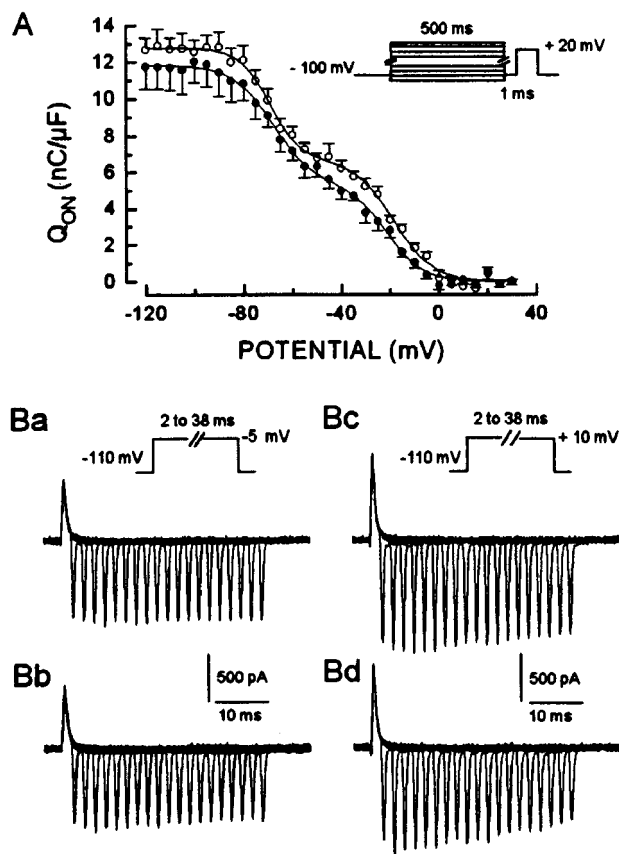 A
500 ms
+ 20 mV
- 100 mV
1 ms
QON (nC/µF)
14
12
10
8
6
4
2
0
-120 -80 -40 0 40
POTENTIAL (mV)
Ba
2 to 38 ms
-5 mV
-110 mV
Bc
2 to 38 ms
+ 10 mV
-110 mV
Bb
500 pA
10 ms
Bd
500 pA
10 ms